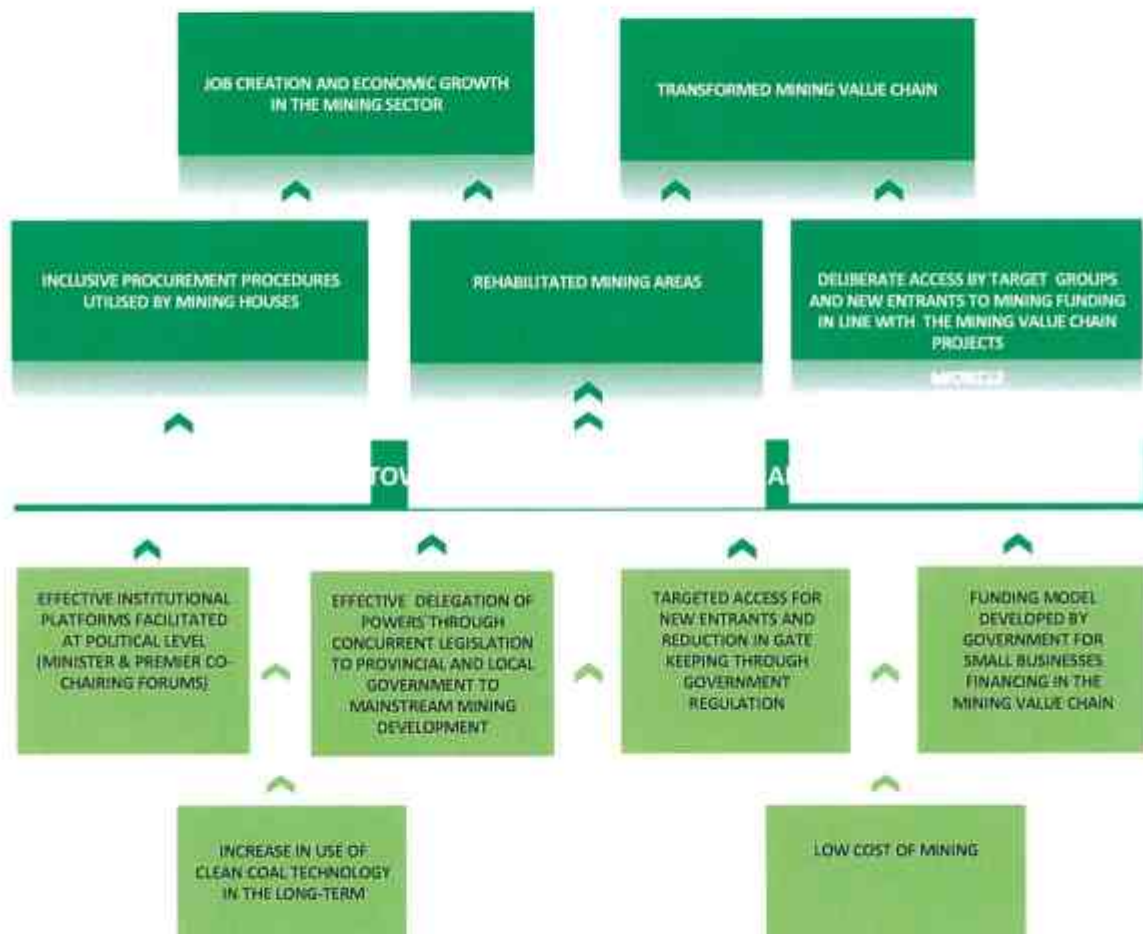 JOB CREATION AND ECONOMIC GROWTH
IN THE MINING SECTOR
TRANSFORMED MINING VALUE CHAIN
INCLUSIVE PROCUREMENT PROCEDURES
UTILISED BY MINING HOUSES
REHABILITATED MINING AREAS
DELIBERATE ACCESS BY TARGET GROUPS
AND NEW ENTRANTS TO MINING FUNDING
IN LINE WITH THE MINING VALUE CHAIN
PROJECTS
EFFECTIVE INSTITUTIONAL
PLATFORMS FACILITATED
AT POLITICAL LEVEL
(MINISTER & PREMIER CO-
CHAIRING FORUMS)
EFFECTIVE DELEGATION OF
POWERS THROUGH
CONCURRENT LEGISLATION
TO PROVINCIAL AND LOCAL
GOVERNMENT TO
MAINSTREAM MINING
DEVELOPMENT
TARGETED ACCESS FOR
NEW ENTRANTS AND
REDUCTION IN GATE
KEEPING THROUGH
GOVERNMENT
REGULATION
FUNDING MODEL
DEVELOPED BY
GOVERNMENT FOR
SMALL BUSINESSES
FINANCING IN THE
MINING VALUE CHAIN
INCREASE IN USE OF
CLEAN COAL TECHNOLOGY
IN THE LONG-TERM
LOW COST OF MINING